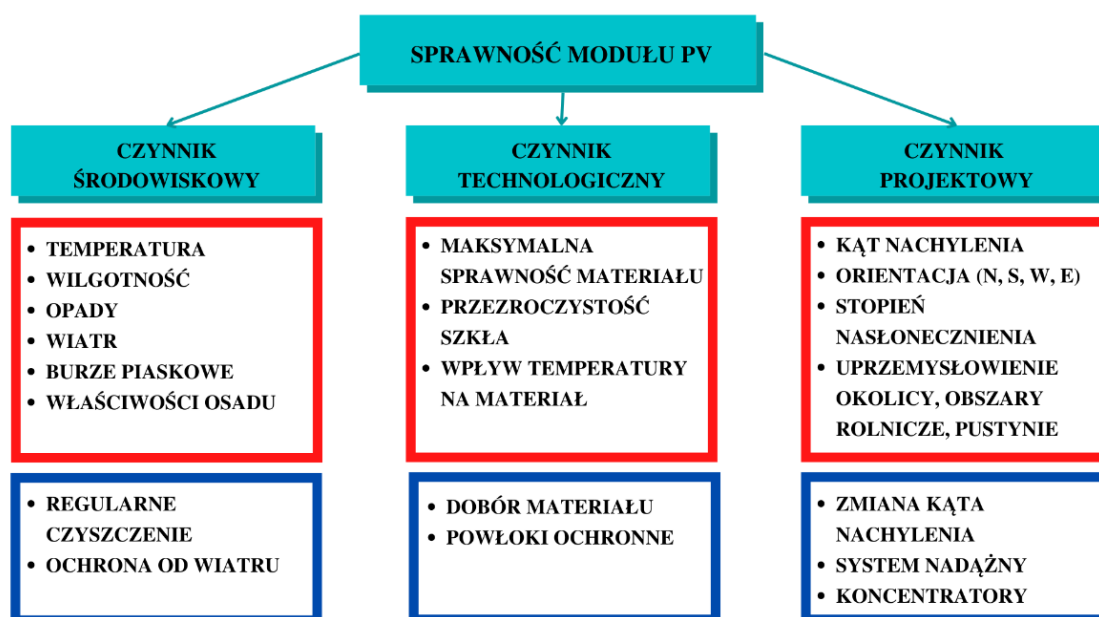 SPRAWNOŚĆ MODUŁU PV
CZYNNIK
ŚRODOWISKOWY
• TEMPERATURA
• WILGOTNOŚĆ
• OPADY
• WIATR
• BURZE PIASKOWE
• WŁAŚCIWOŚCI OSADU
• REGULARNE
CZYSZCZENIE
• OCHRONA OD WIATRU
CZYNNIK
TECHNOLOGICZNY
• MAKSYMALNA
SPRAWNOŚĆ MATERIAŁU
• PRZEZROCZYSTOŚĆ
SZKŁA
• WPŁYW TEMPERATURY
NA MATERIAŁ
• DOBÓR MATERIAŁU
• POWŁOKI OCHRONNE
CZYNNIK
PROJEKTOWY
• KĄT NACHYLENIA
• ORIENTACJA (N, S, W, E)
• STOPIEŃ
NASŁONECZNIENIA
• UPRZEMYSŁOWIENIE
OKOLICY, OBSZARY
ROLNICZE, PUSTYNIE
• ZMIANA KĄTA
NACHYLENIA
• SYSTEM NADĄŻNY
• KONCENTRATORY